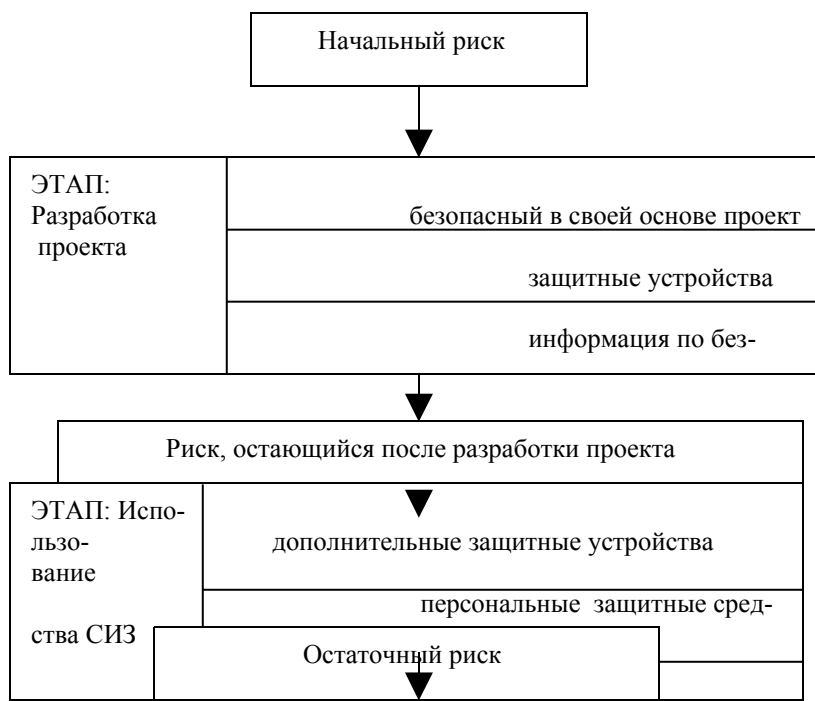 Начальный риск
ЭТАП:
Разработка
проекта
безопасный в своей основе проект
защитные устройства
информация по без-
Риск, остающийся после разработки проекта
ЭТАП: Испо-
льзо-
вание
дополнительные защитные устройства
персональные защитные сред-
ства СИЗ
Остаточный риск